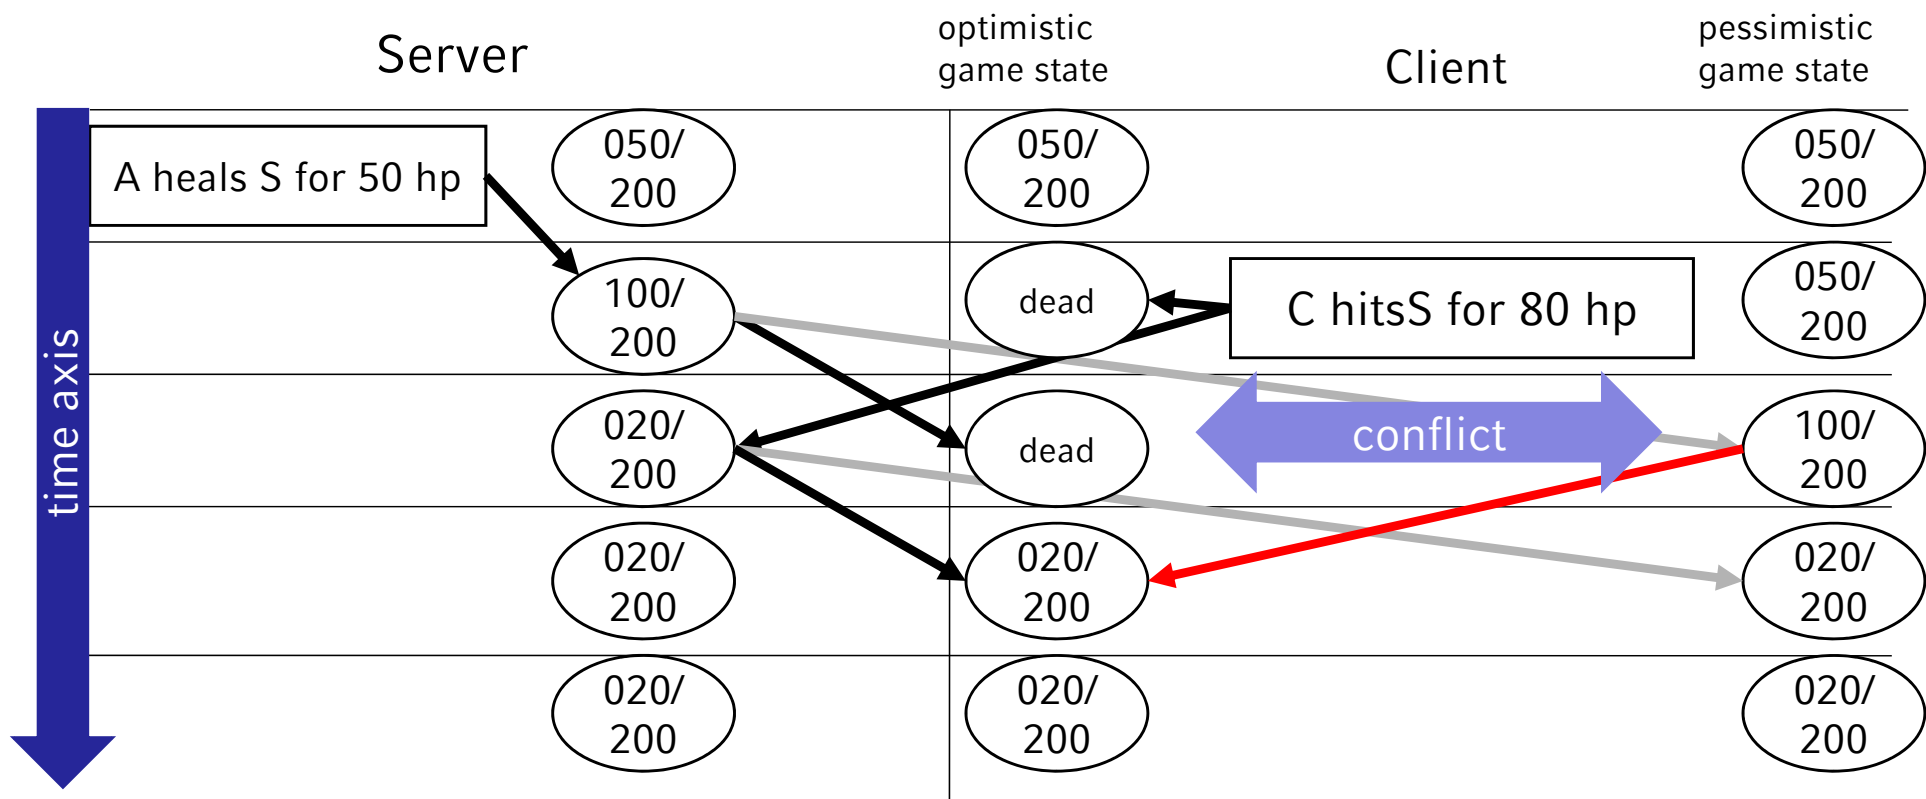 Server
optimistic
game state
Client
pessimistic
game state
time axis
A heals S for 50 hp
050/
200
050/
200
050/
200
100/
200
dead
C hitsS for 80 hp
050/
200
020/
200
dead
conflict
100/
200
020/
200
020/
200
020/
200
020/
200
020/
200
020/
200